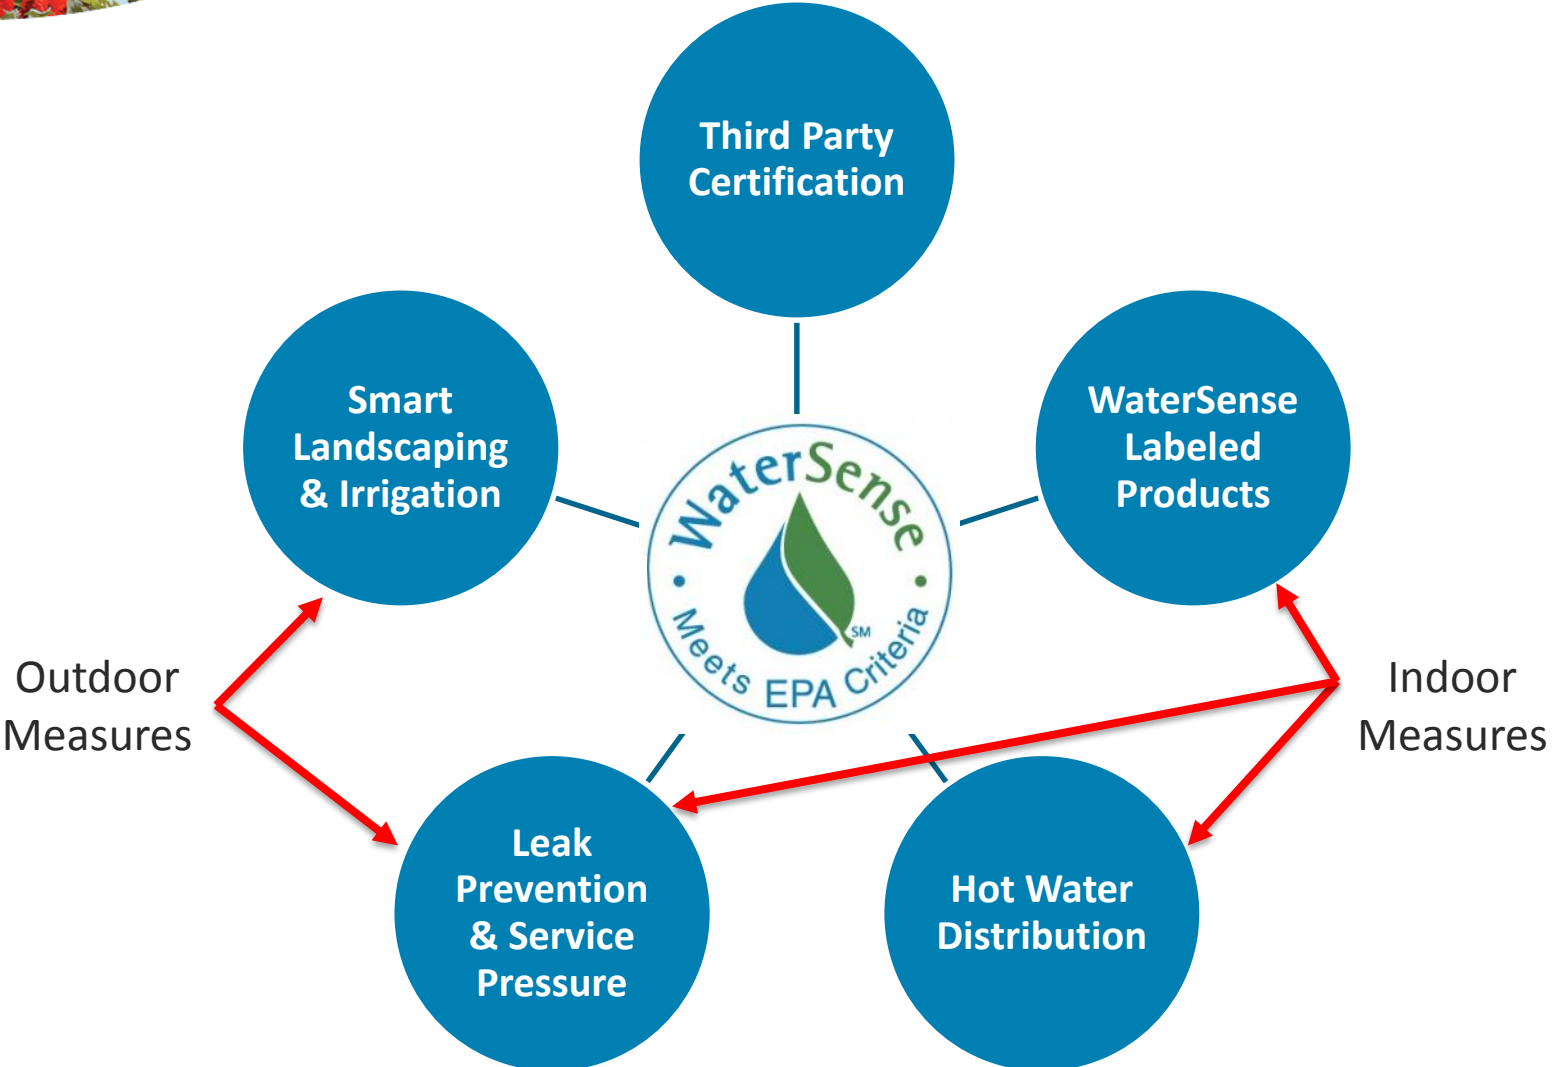 Third Party
Certification
Smart
Landscaping
& Irrigation
WaterSense
Labeled
Products
WaterSense
SM
Meets EPA Criteria
Outdoor
Measures
Indoor
Measures
Leak
Prevention
& Service
Pressure
Hot Water
Distribution